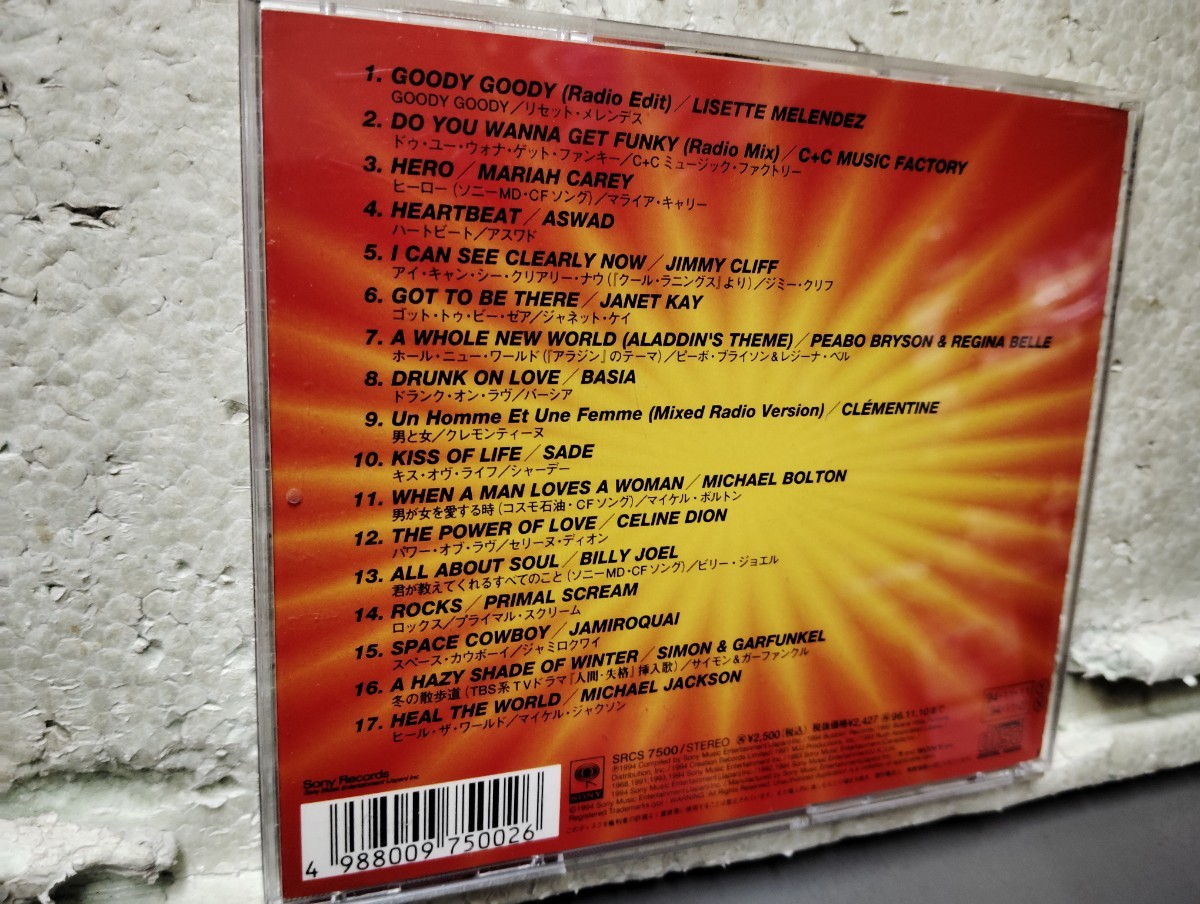 1. GOODY GOODY (Radio Edit)／LISETTE MELENDEZ
GOODY GOODY／リセット・メレンデス
2. DO YOU WANNA GET FUNKY (Radio Mix)／C+C MUSIC FACTORY
ドゥ・ユー・ウォナ・ゲット・ファンキー／C+C ミュージック・ファクトリー
3. HERO／MARIAH CAREY
ヒーロー（ソニーMD・CFソング）／マライア・キャリー
4. HEARTBEAT／ASWAD
ハートビート／アスワド
5. I CAN SEE CLEARLY NOW／JIMMY CLIFF
アイ・キャン・シー・クリアリー・ナウ（『クール・ラニングス』より）／ジミー・クリフ
6. GOT TO BE THERE／JANET KAY
ゴット・トゥ・ビー・ゼア／ジャネット・ケイ
7. A WHOLE NEW WORLD (ALADDIN'S THEME)／PEABO BRYSON & REGINA BELLE
ホール・ニュー・ワールド（『アラジン』のテーマ）／ピーボ・ブライソン&レジーナ・ベル
8. DRUNK ON LOVE／BASIA
ドランク・オン・ラヴ／バーシア
9. Un Homme Et Une Femme (Mixed Radio Version)／CLÉMENTINE
男と女／クレモンティーヌ
10. KISS OF LIFE／SADE
キス・オヴ・ライフ／シャーデー
11. WHEN A MAN LOVES A WOMAN／MICHAEL BOLTON
男が女を愛する時（コスモ石油・CFソング）／マイケル・ボルトン
12. THE POWER OF LOVE／CELINE DION
パワー・オブ・ラヴ／セリーヌ・ディオン
13. ALL ABOUT SOUL／BILLY JOEL
君が教えてくれるすべてのこと（ソニーMD・CFソング）／ビリー・ジョエル
14. ROCKS／PRIMAL SCREAM
ロックス／プライマル・スクリーム
15. SPACE COWBOY／JAMIROQUAI
スペース・カウボーイ／ジャミロクワイ
16. A HAZY SHADE OF WINTER／SIMON & GARFUNKEL
冬の散歩道（TBS系TVドラマ『人間・失格』挿入歌）／サイモン&ガーファンクル
17. HEAL THE WORLD／MICHAEL JACKSON
ヒール・ザ・ワールド／マイケル・ジャクソン
Sony Records
Sony Music Entertainment (Japan) Inc.
SONY
SRCS 7500/STEREO ¥2,500(税込) 税抜価格¥2,427 96.11.10まで
4 988009 750026